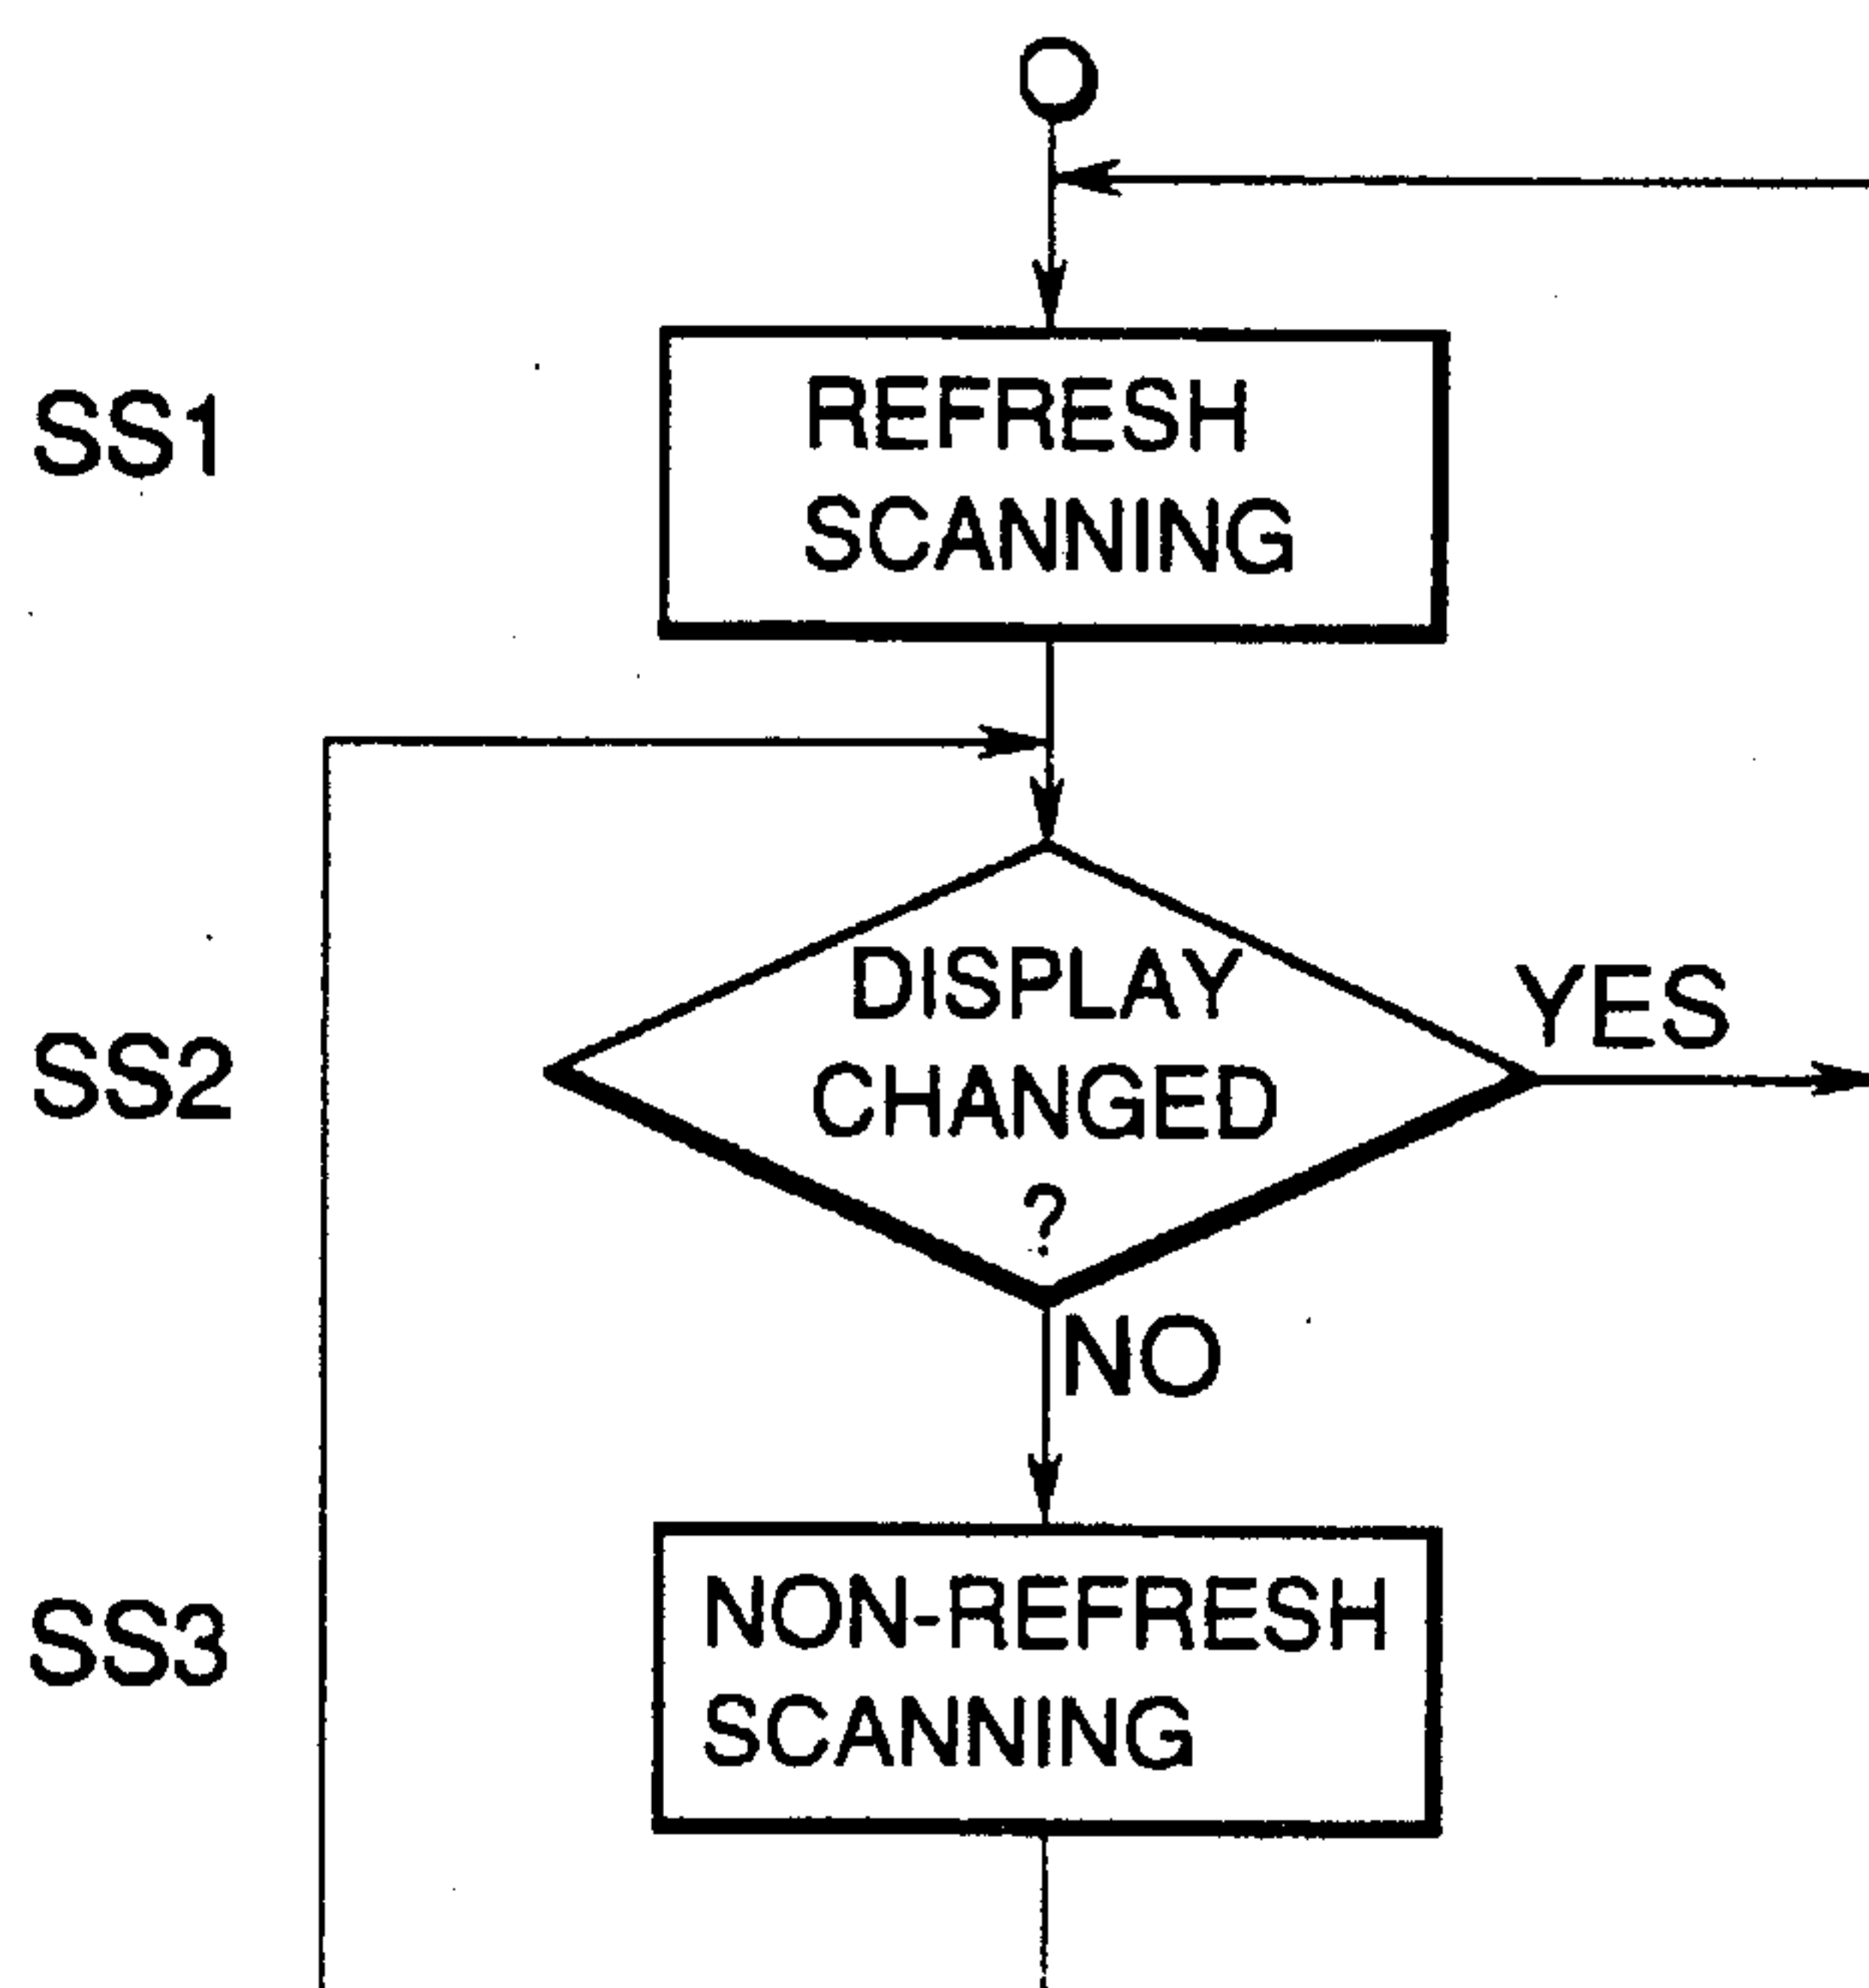 SS1
REFRESH
SCANNING
SS2
DISPLAY
CHANGED
?
YES
NO
SS3
NON-REFRESH
SCANNING